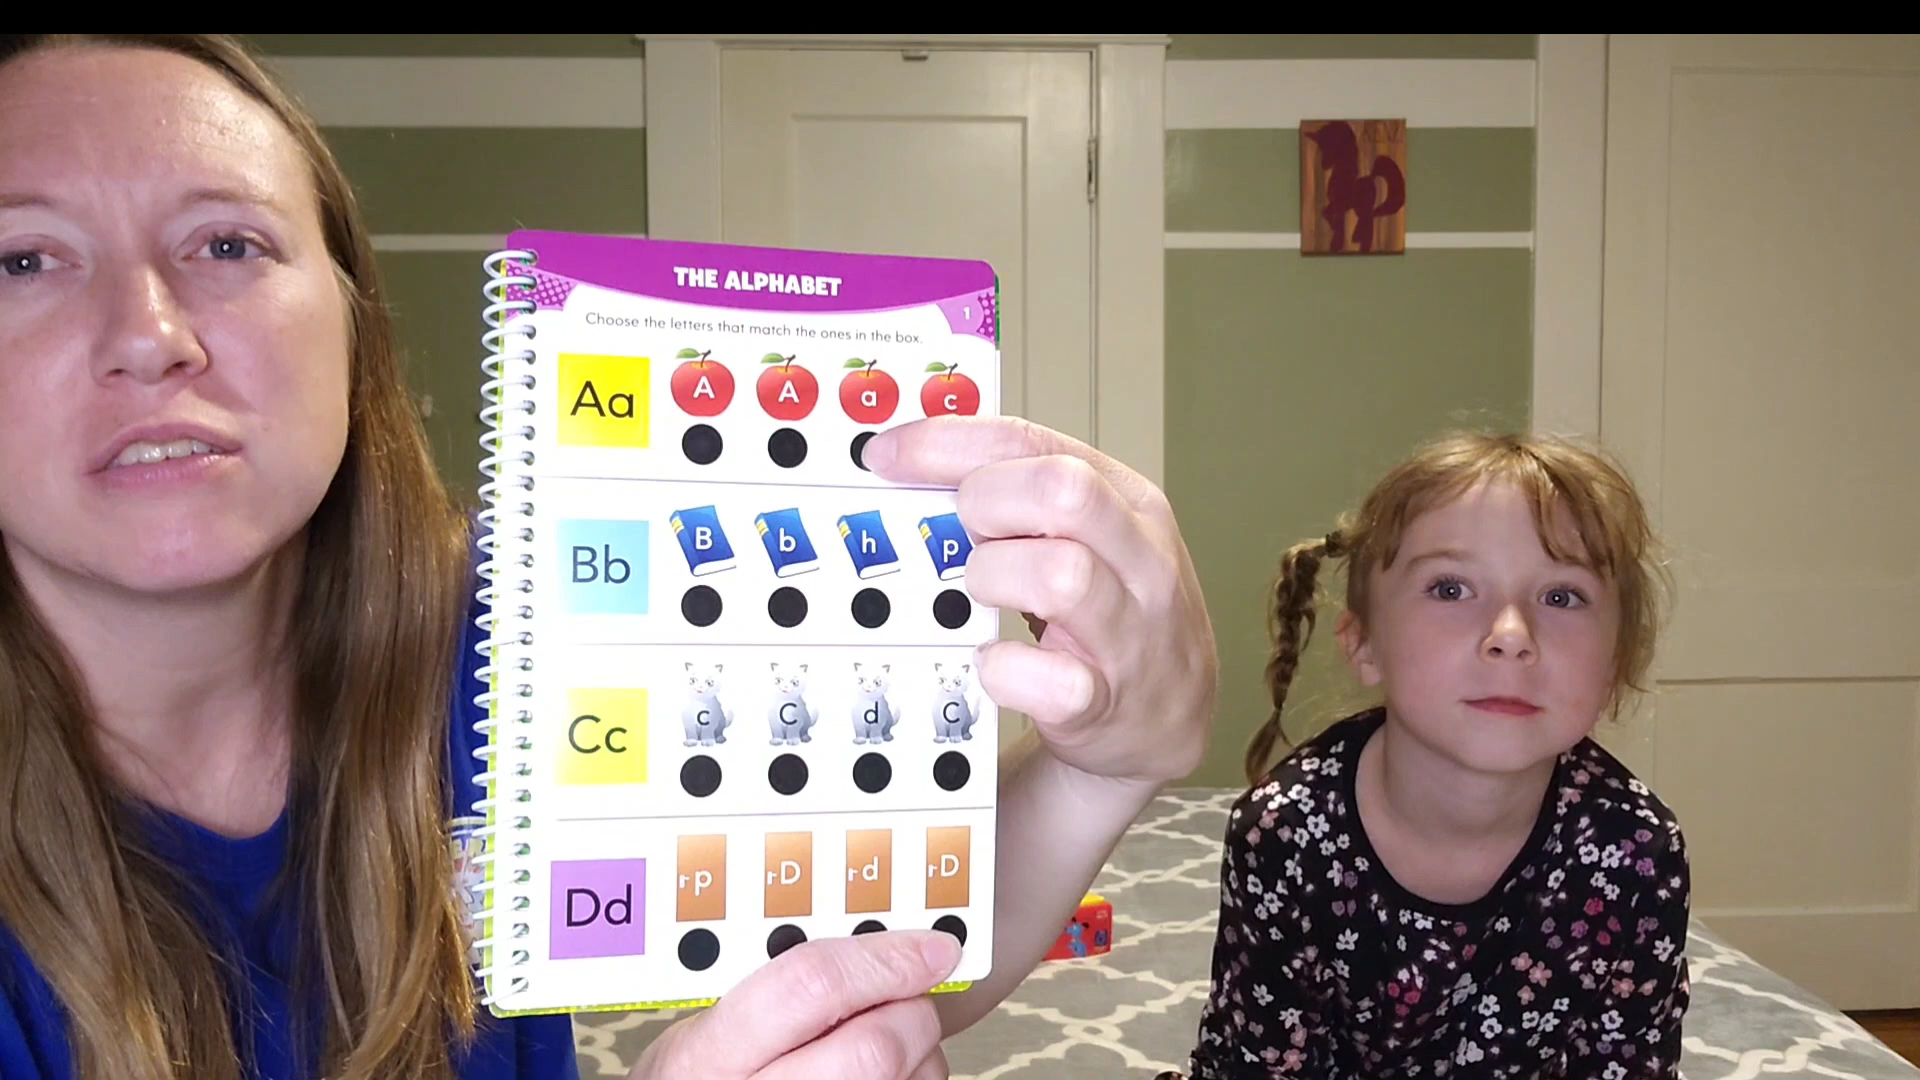 THE ALPHABET
1
Choose the letters that match the ones in the box.
Aa A A a c
Bb B b h p
Cc c C d C
Dd p D d D